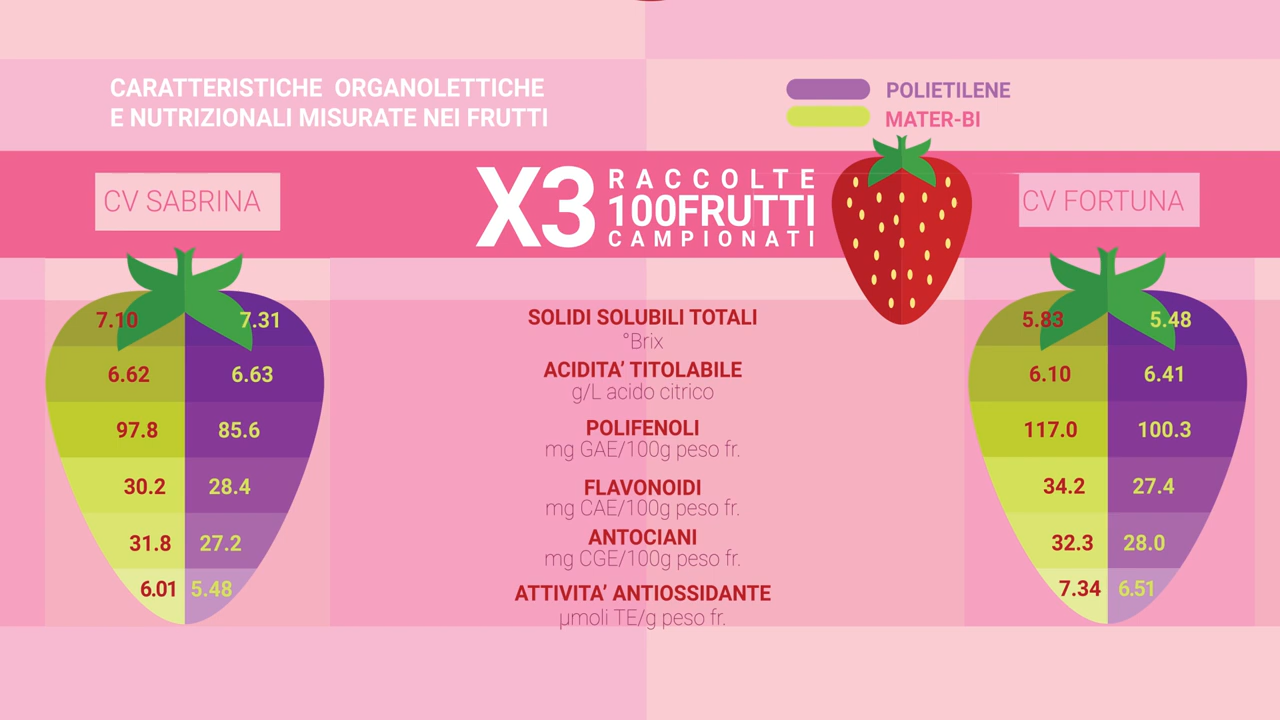 CARATTERISTICHE ORGANOLETTICHE
E NUTRIZIONALI MISURATE NEI FRUTTI
POLIETILENE
MATER-BI
CV SABRINA
X3
RACCOLTE
100FRUTTI
CAMPIONATI
CV FORTUNA
7.10 7.31
6.62 6.63
97.8 85.6
30.2 28.4
31.8 27.2
6.01 5.48
SOLIDI SOLUBILI TOTALI
°Brix
ACIDITA’ TITOLABILE
g/L acido citrico
POLIFENOLI
mg GAE/100g peso fr.
FLAVONOIDI
mg CAE/100g peso fr.
ANTOCIANI
mg CGE/100g peso fr.
ATTIVITA’ ANTIOSSIDANTE
µmoli TE/g peso fr.
5.83 5.48
6.10 6.41
117.0 100.3
34.2 27.4
32.3 28.0
7.34 6.51